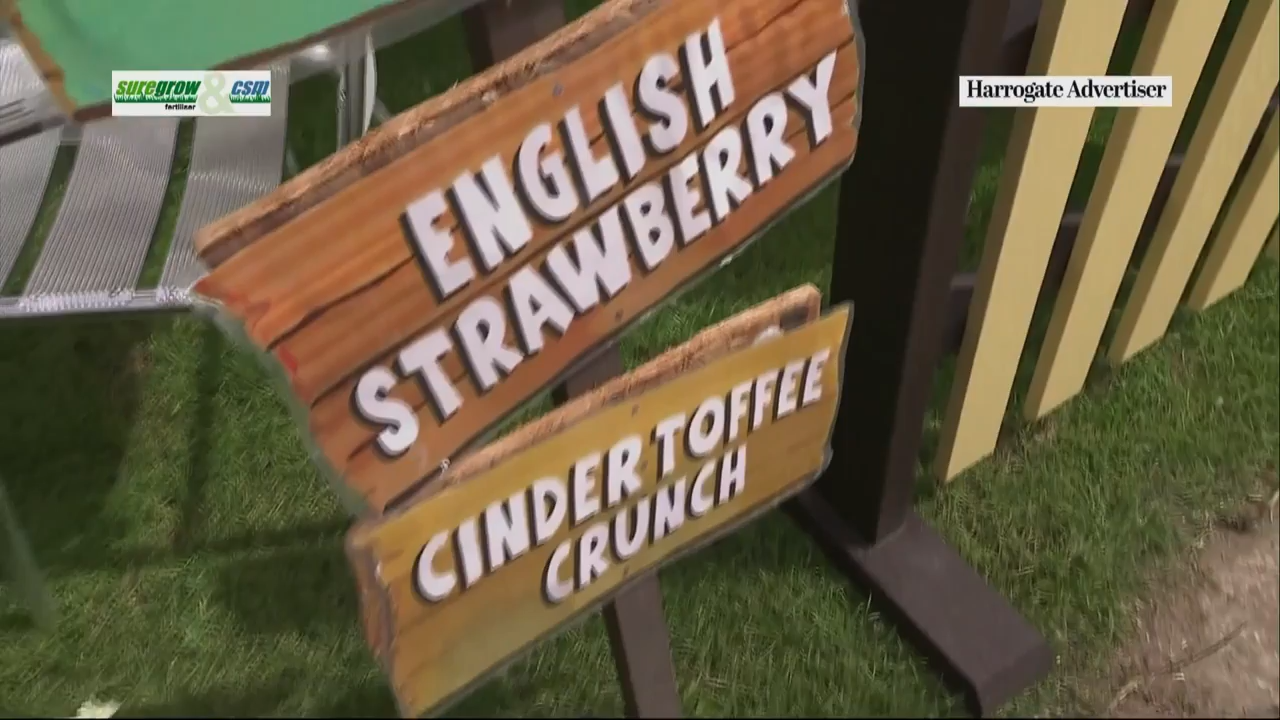 suregrow & csm
fertiliser
Harrogate Advertiser
ENGLISH
STRAWBERRY
CINDER TOFFEE
CRUNCH